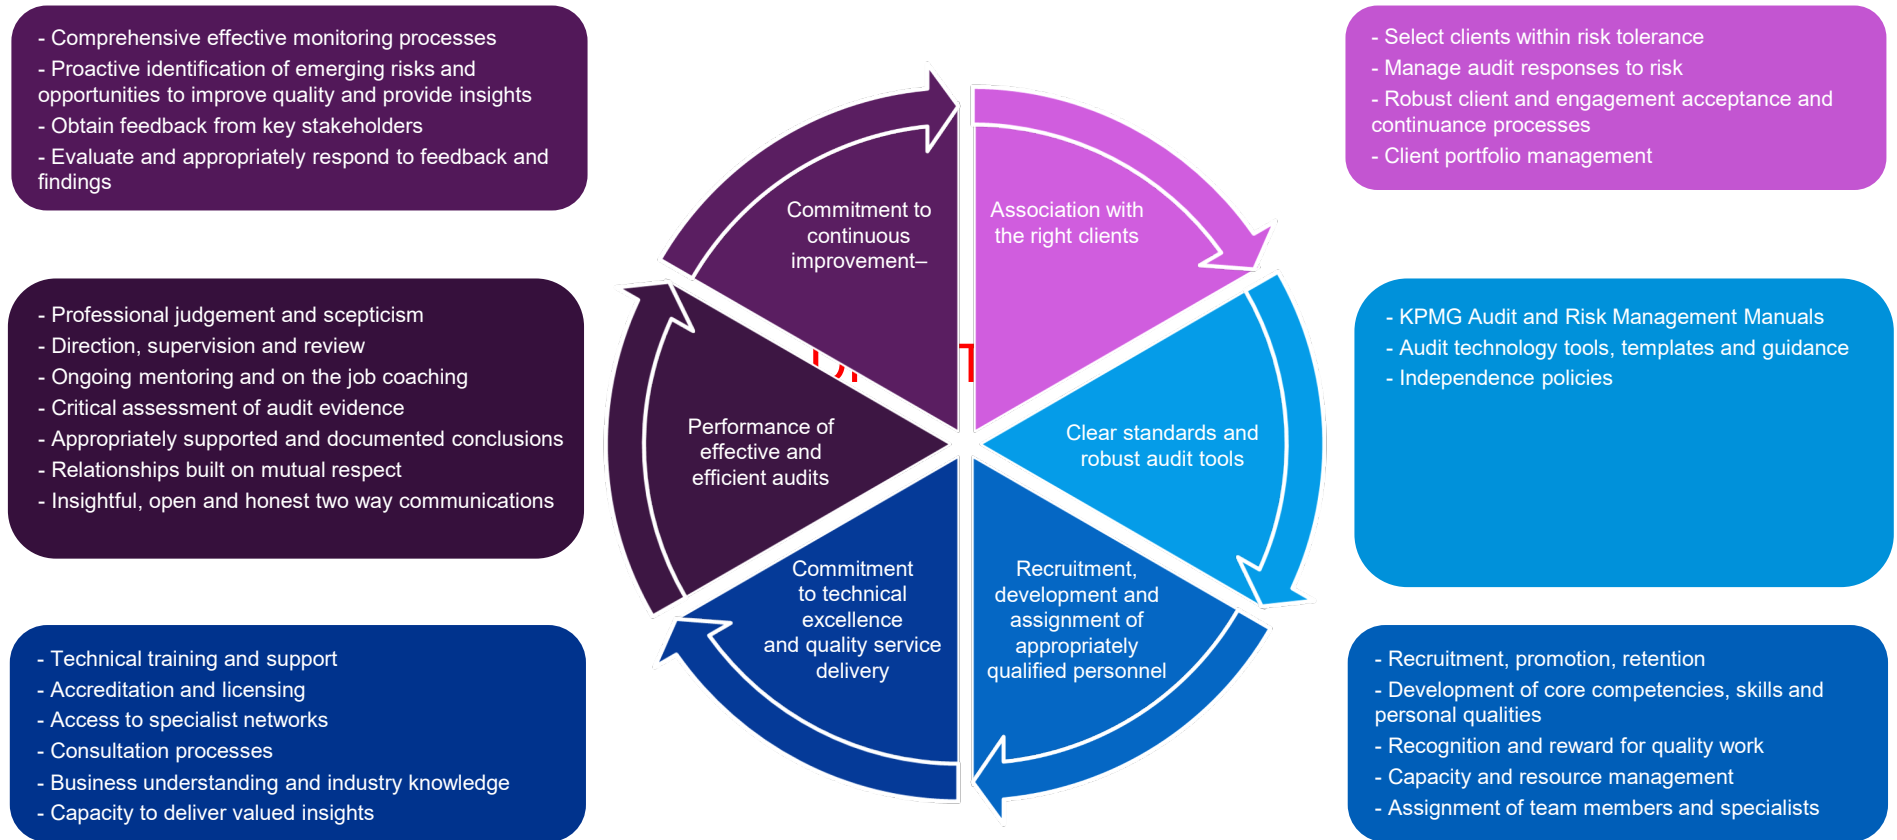 - Comprehensive effective monitoring processes
- Proactive identification of emerging risks and
opportunities to improve quality and provide insights
- Obtain feedback from key stakeholders
- Evaluate and appropriately respond to feedback and
findings
- Select clients within risk tolerance
- Manage audit responses to risk
- Robust client and engagement acceptance and
continuance processes
- Client portfolio management
Commitment to
continuous
improvement–
Association with
the right clients
- Professional judgement and scepticism
- Direction, supervision and review
- Ongoing mentoring and on the job coaching
- Critical assessment of audit evidence
- Appropriately supported and documented conclusions
- Relationships built on mutual respect
- Insightful, open and honest two way communications
Performance of
effective and
efficient audits
Clear standards and
robust audit tools
- KPMG Audit and Risk Management Manuals
- Audit technology tools, templates and guidance
- Independence policies
Commitment
to technical
excellence
and quality service
delivery
Recruitment,
development and
assignment of
appropriately
qualified personnel
- Technical training and support
- Accreditation and licensing
- Access to specialist networks
- Consultation processes
- Business understanding and industry knowledge
- Capacity to deliver valued insights
- Recruitment, promotion, retention
- Development of core competencies, skills and
personal qualities
- Recognition and reward for quality work
- Capacity and resource management
- Assignment of team members and specialists